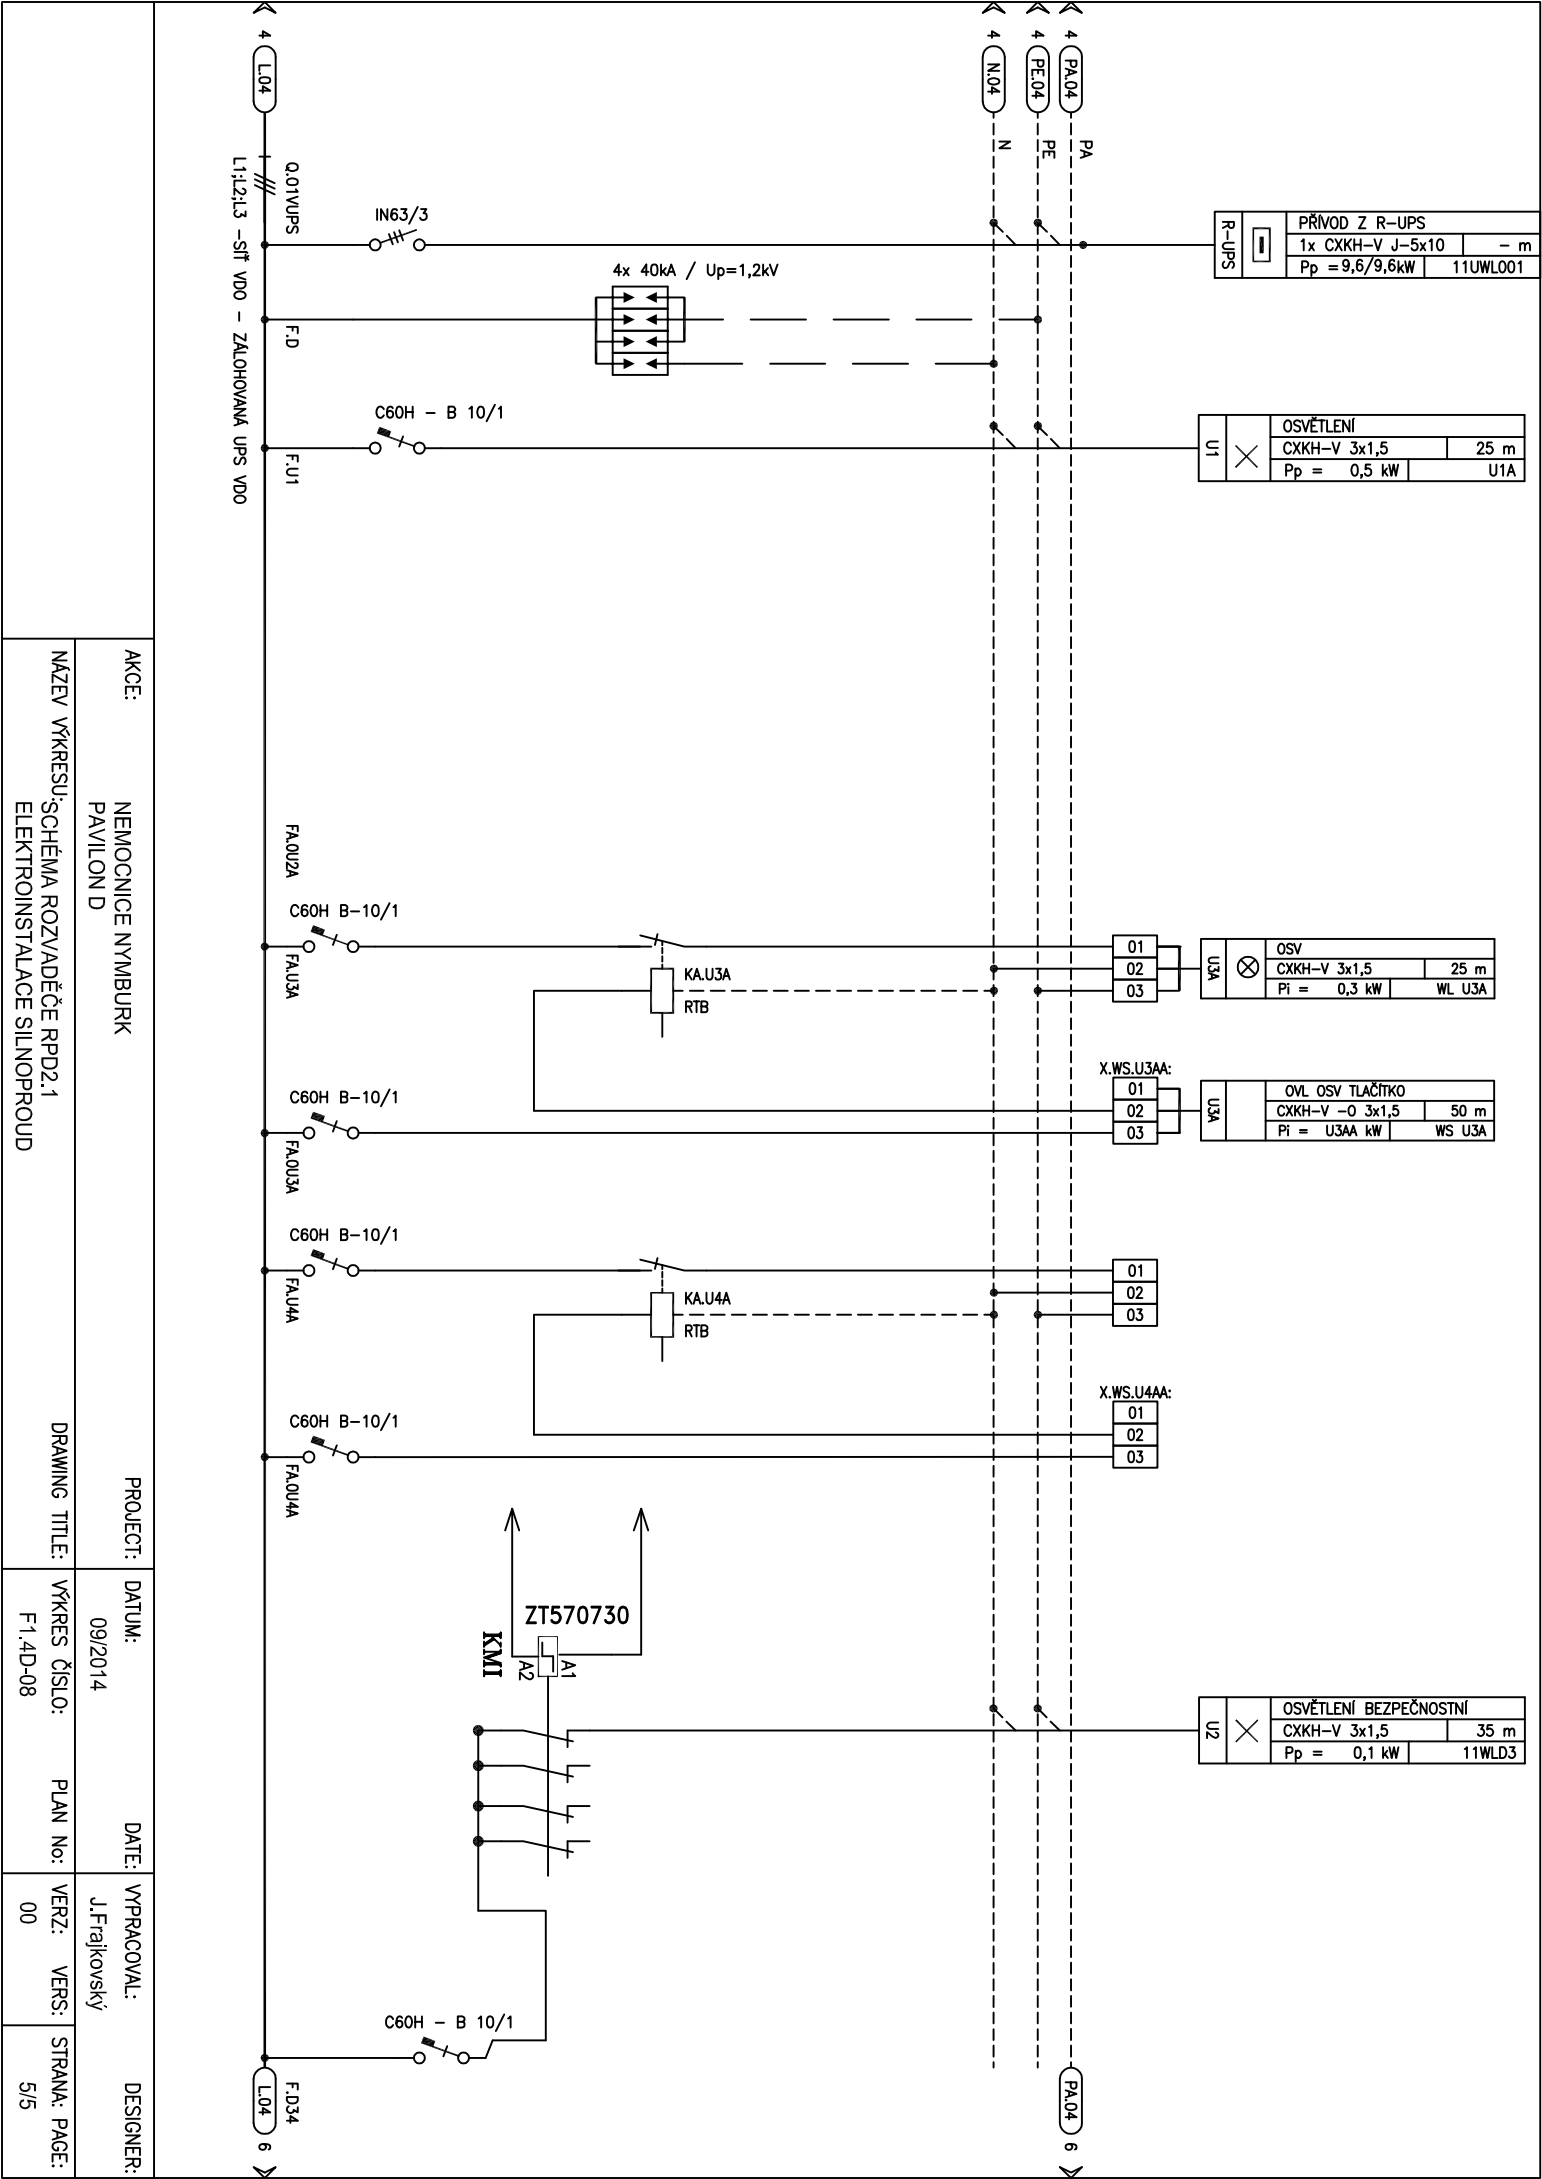 4
L.04
4
N.04
4
PE.04
4
PA.04
N
PE
PA
Q.01VUPS
L1;L2;L3 -SÍŤ VDO - ZÁLOHOVANÁ UPS VDO
IN63/3
R-UPS
PŘÍVOD Z R-UPS
1x CXKH-V J-5x10 - m
Pp =9,6/9,6kW 11UWL001
4x 40kA / Up=1,2kV
F.D
C60H - B 10/1
F.U1
U1
OSVĚTLENÍ
CXKH-V 3x1,5 25 m
Pp = 0,5 kW U1A
FA.0U2A
C60H B-10/1
FA.U3A
KA.U3A
RTB
01
02
03
U3A
OSV
CXKH-V 3x1,5 25 m
Pi = 0,3 kW WL U3A
X.WS.U3AA:
C60H B-10/1
FA.0U3A
01
02
03
U3A
OVL OSV TLAČÍTKO
CXKH-V -O 3x1,5 50 m
Pi = U3AA kW WS U3A
C60H B-10/1
FA.U4A
KA.U4A
RTB
01
02
03
X.WS.U4AA:
C60H B-10/1
FA.0U4A
01
02
03
ZT570730
KMI
A2
A1
U2
OSVĚTLENÍ BEZPEČNOSTNÍ
CXKH-V 3x1,5 35 m
Pp = 0,1 kW 11WLD3
C60H - B 10/1
F.D34
L.04
6
PA.04
6
AKCE: PROJECT:
NEMOCNICE NYMBURK
PAVILON D
NÁZEV VÝKRESU: DRAWING TITLE:
SCHÉMA ROZVADĚČE RPD2.1
ELEKTROINSTALACE SILNOPROUD
DATUM: DATE:
09/2014
VÝKRES ČÍSLO: PLAN No:
F1.4D-08
VYPRACOVAL: DESIGNER:
J.Frajkovský
VERZ: VERS:
00
STRANA: PAGE:
5/5